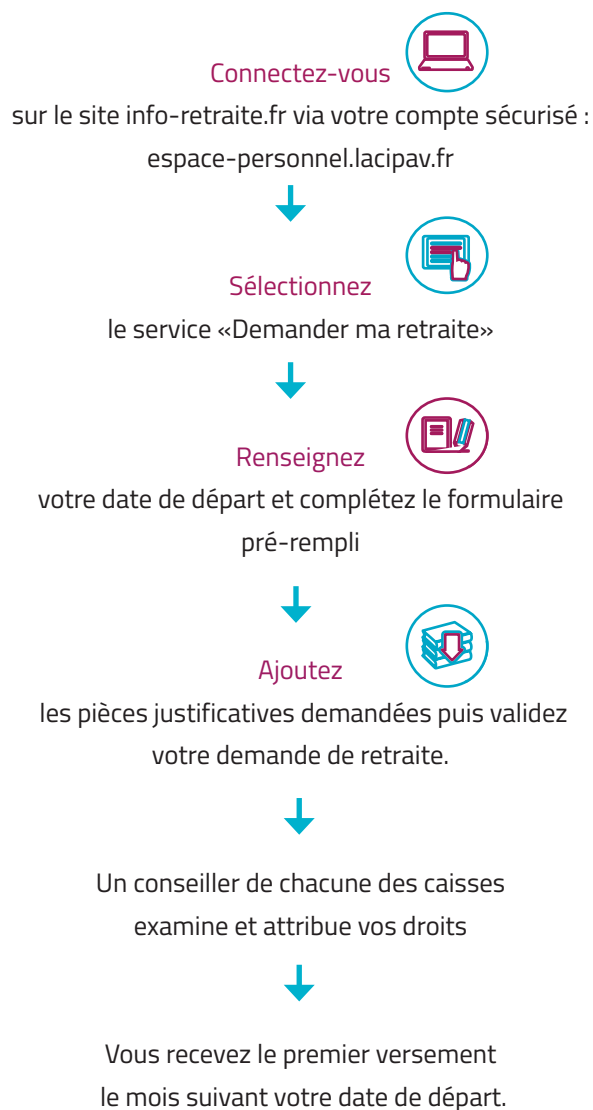 Connectez-vous
sur le site info-retraite.fr via votre compte sécurisé :
espace-personnel.lacipav.fr
Sélectionnez
le service «Demander ma retraite»
Renseignez
votre date de départ et complétez le formulaire
pré-rempli
Ajoutez
les pièces justificatives demandées puis validez
votre demande de retraite.
Un conseiller de chacune des caisses
examine et attribue vos droits
Vous recevez le premier versement
le mois suivant votre date de départ.